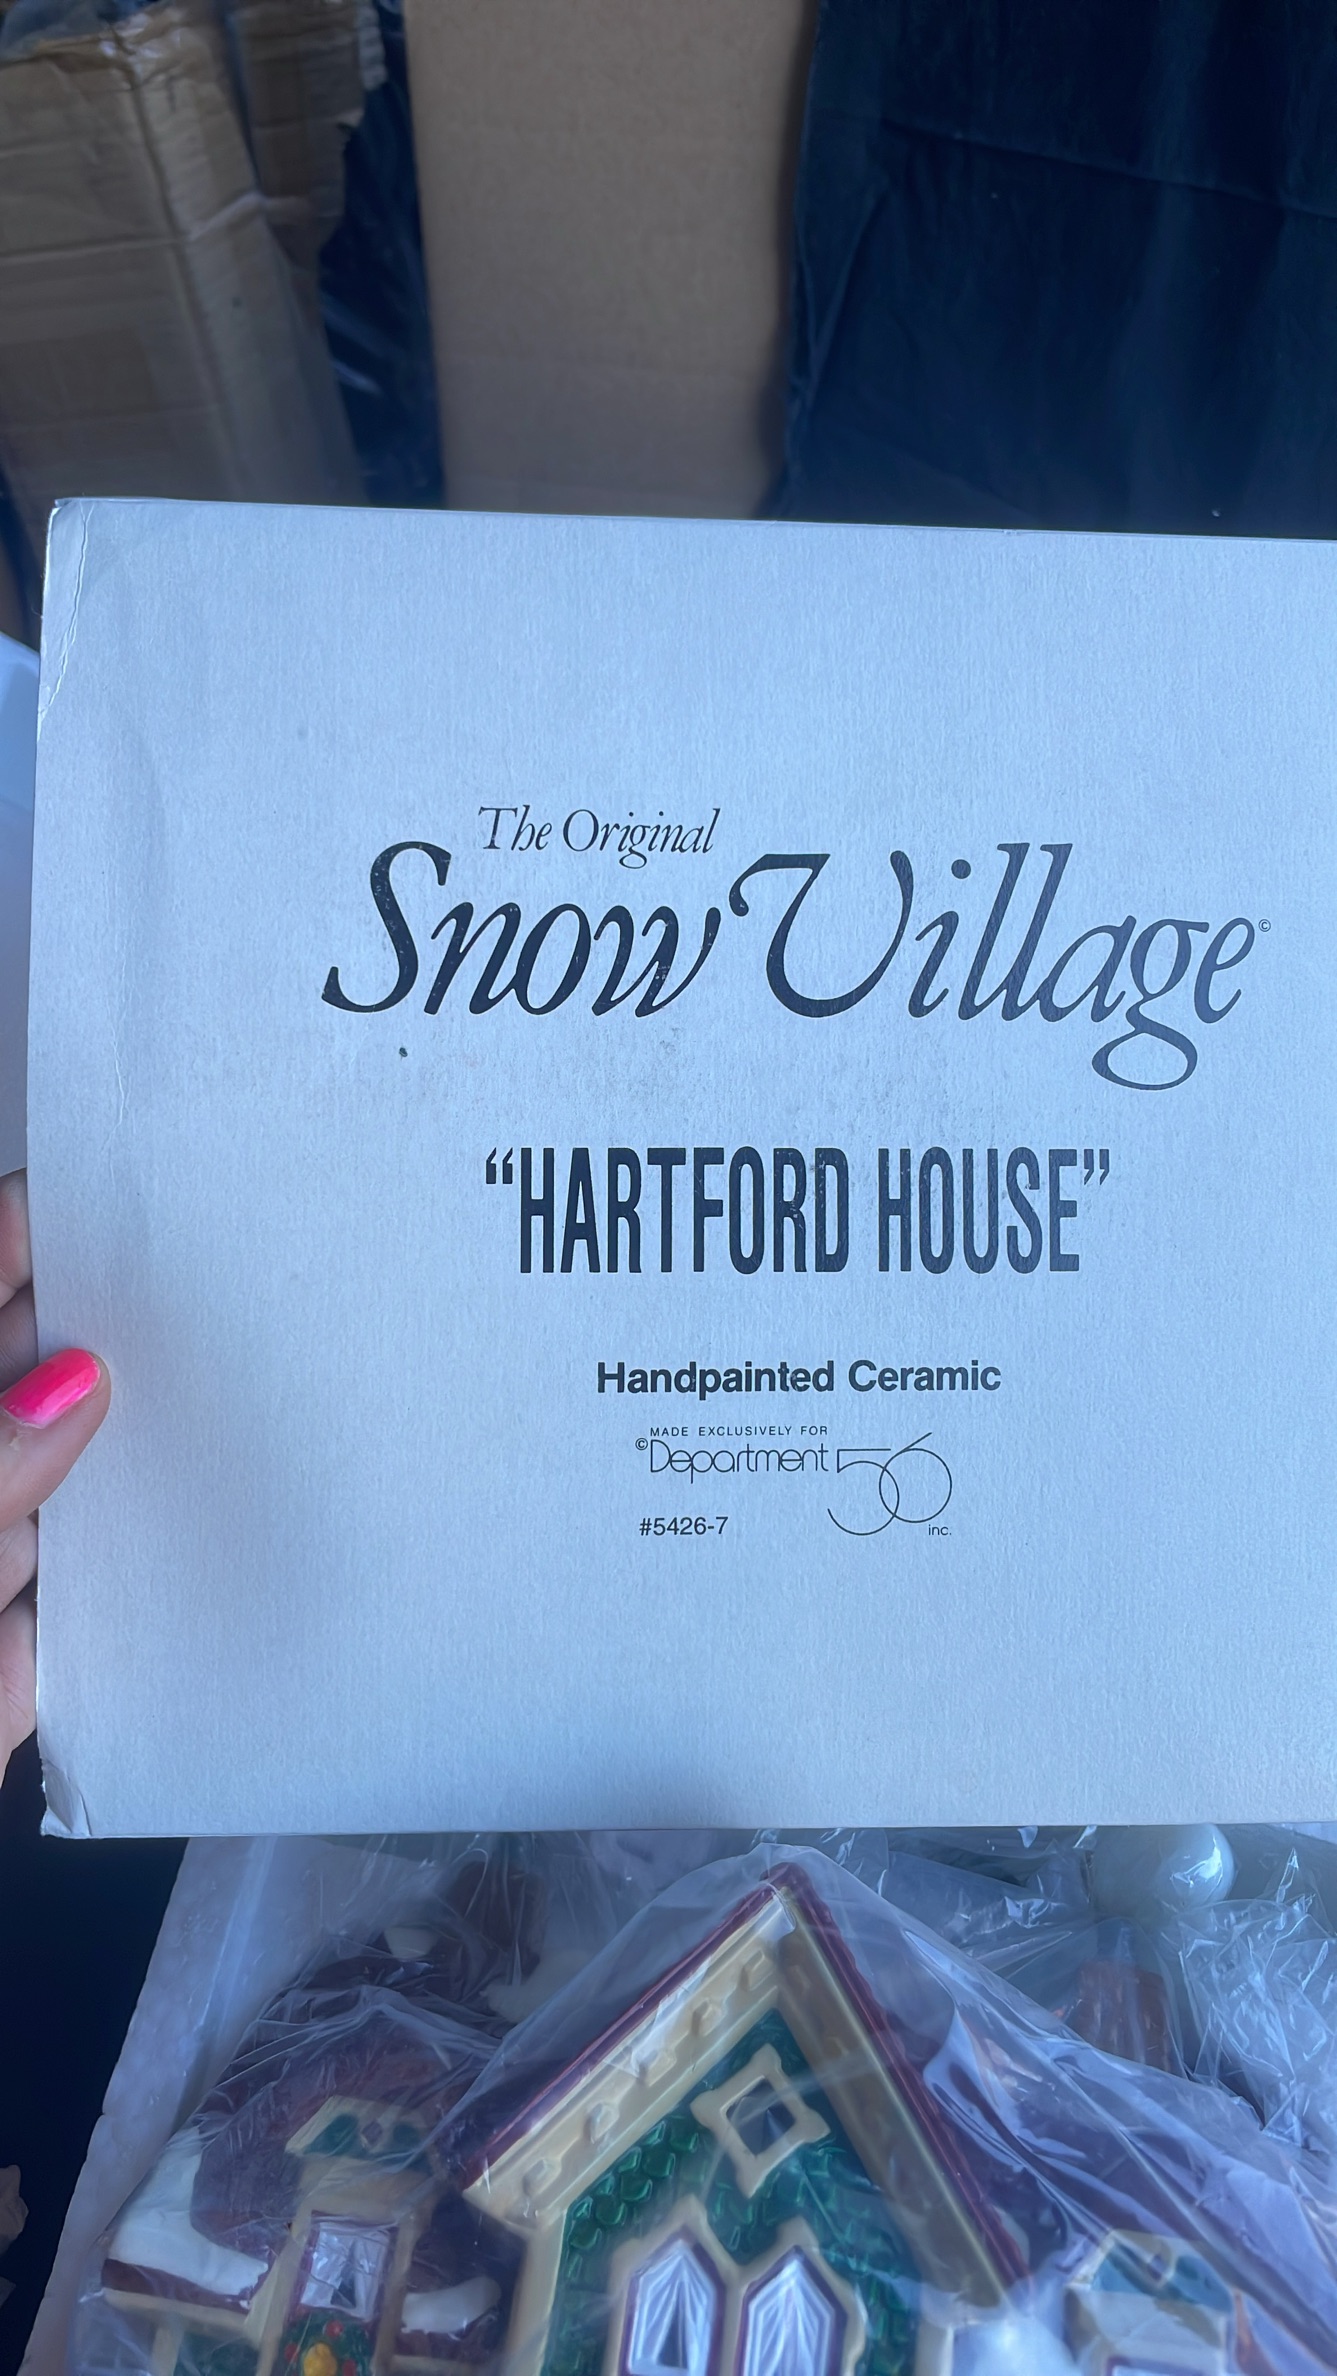 The Original
Snow Village©
“HARTFORD HOUSE”
Handpainted Ceramic
MADE EXCLUSIVELY FOR
©Department 56
#5426-7
inc.